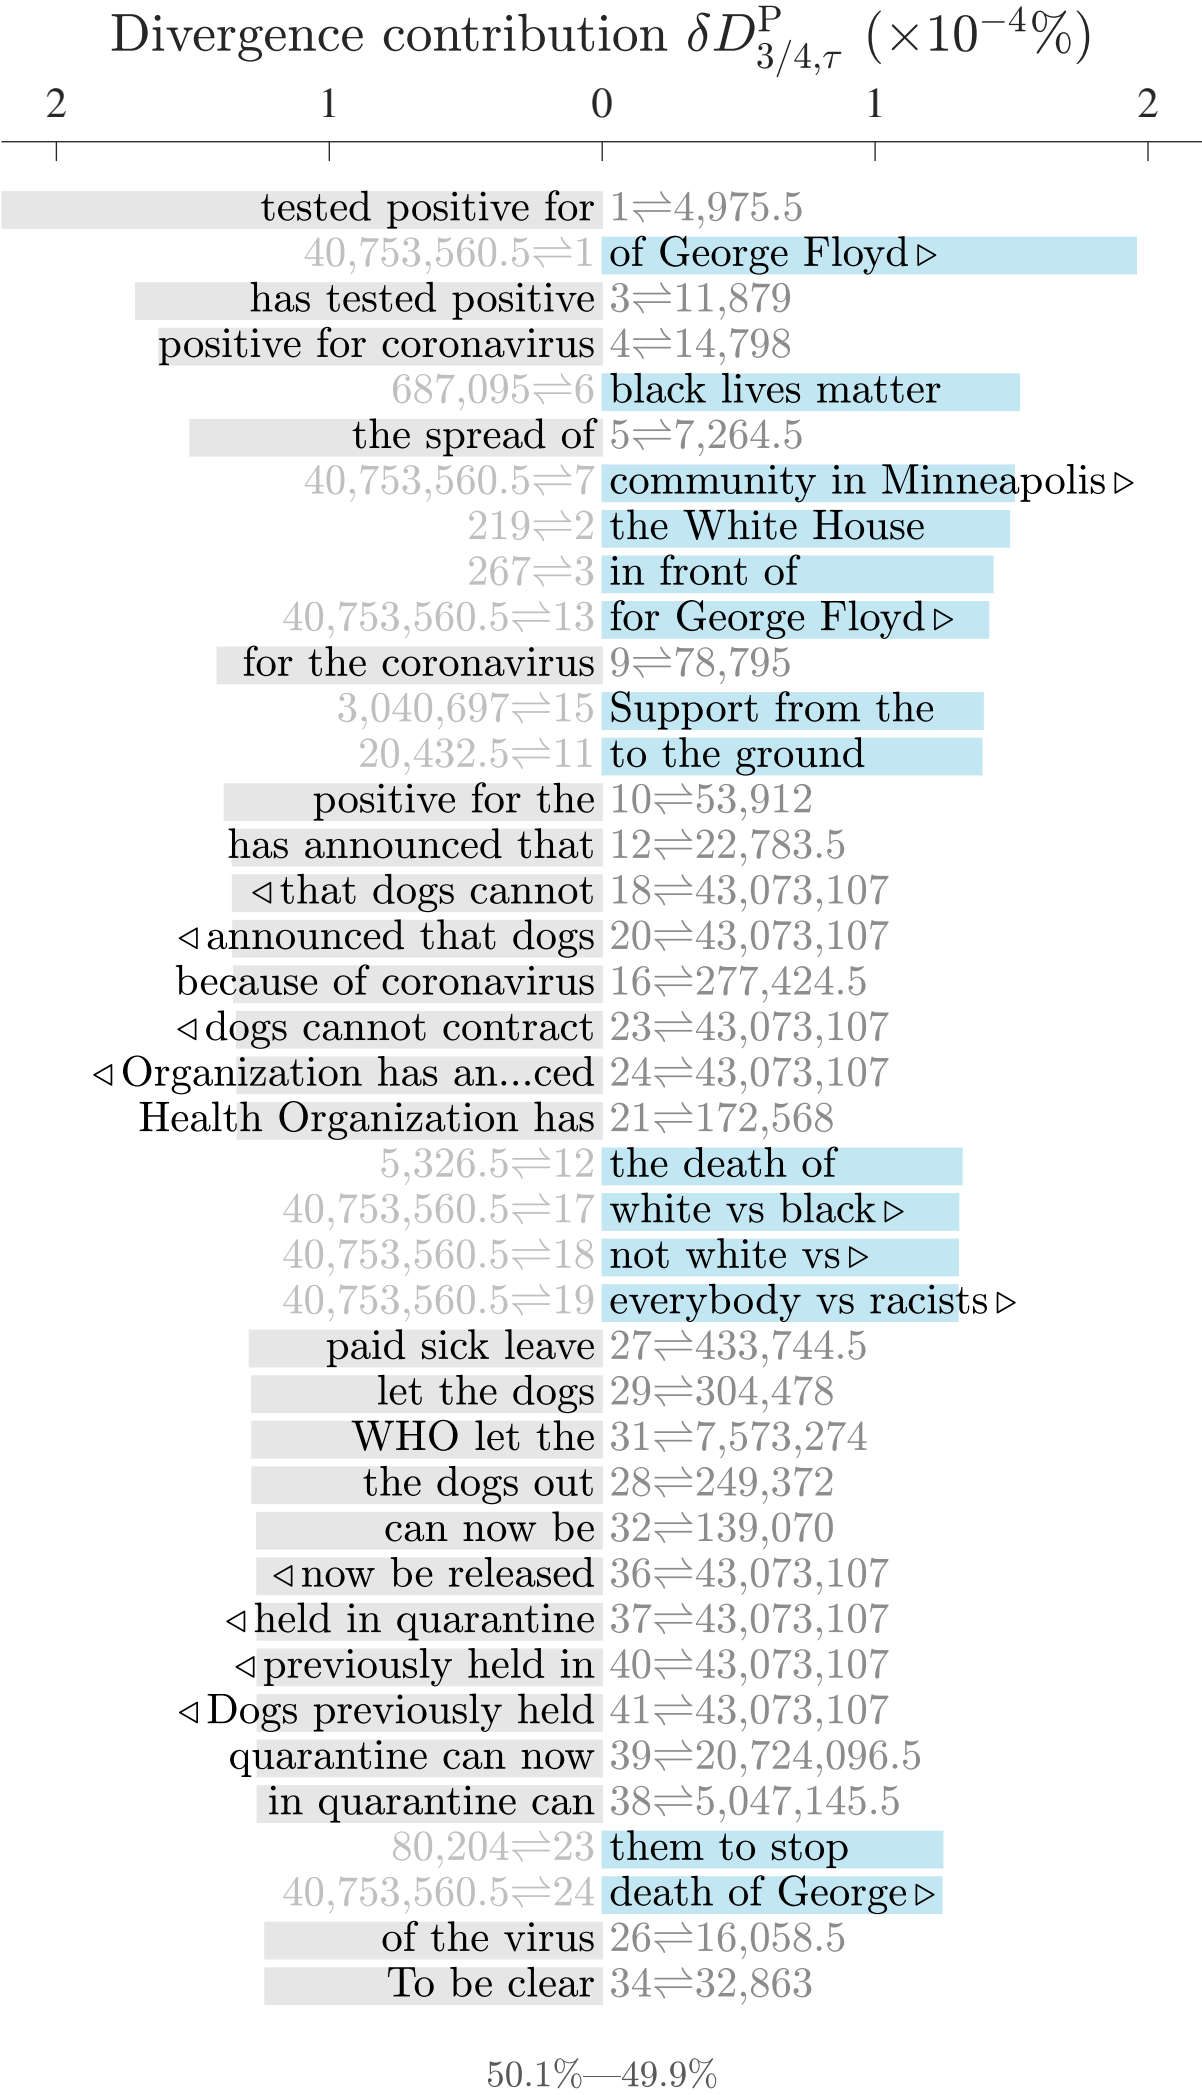 Divergence contribution δD^P_{3/4,τ} (×10^{−4}%)
2 1 0 1 2
tested positive for 1⇌4,975.5
40,753,560.5⇌1 of George Floyd▷
has tested positive 3⇌11,879
positive for coronavirus 4⇌14,798
687,095⇌6 black lives matter
the spread of 5⇌7,264.5
40,753,560.5⇌7 community in Minneapolis▷
219⇌2 the White House
267⇌3 in front of
40,753,560.5⇌13 for George Floyd▷
for the coronavirus 9⇌78,795
3,040,697⇌15 Support from the
20,432.5⇌11 to the ground
positive for the 10⇌53,912
has announced that 12⇌22,783.5
◁that dogs cannot 18⇌43,073,107
◁announced that dogs 20⇌43,073,107
because of coronavirus 16⇌277,424.5
◁dogs cannot contract 23⇌43,073,107
◁Organization has an...ced 24⇌43,073,107
Health Organization has 21⇌172,568
5,326.5⇌12 the death of
40,753,560.5⇌17 white vs black▷
40,753,560.5⇌18 not white vs▷
40,753,560.5⇌19 everybody vs racists▷
paid sick leave 27⇌433,744.5
let the dogs 29⇌304,478
WHO let the 31⇌7,573,274
the dogs out 28⇌249,372
can now be 32⇌139,070
◁now be released 36⇌43,073,107
◁held in quarantine 37⇌43,073,107
◁previously held in 40⇌43,073,107
◁Dogs previously held 41⇌43,073,107
quarantine can now 39⇌20,724,096.5
in quarantine can 38⇌5,047,145.5
80,204⇌23 them to stop
40,753,560.5⇌24 death of George▷
of the virus 26⇌16,058.5
To be clear 34⇌32,863
50.1%—49.9%